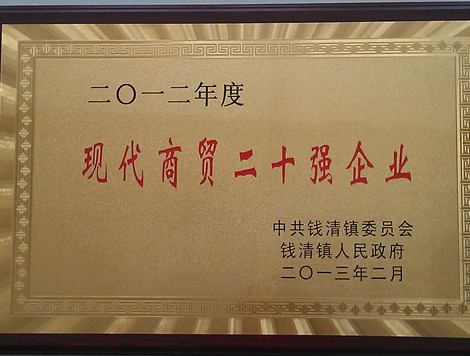 二〇一二年度
现代商贸二十强企业
中共钱清镇委员会
钱清镇人民政府
二〇一三年二月